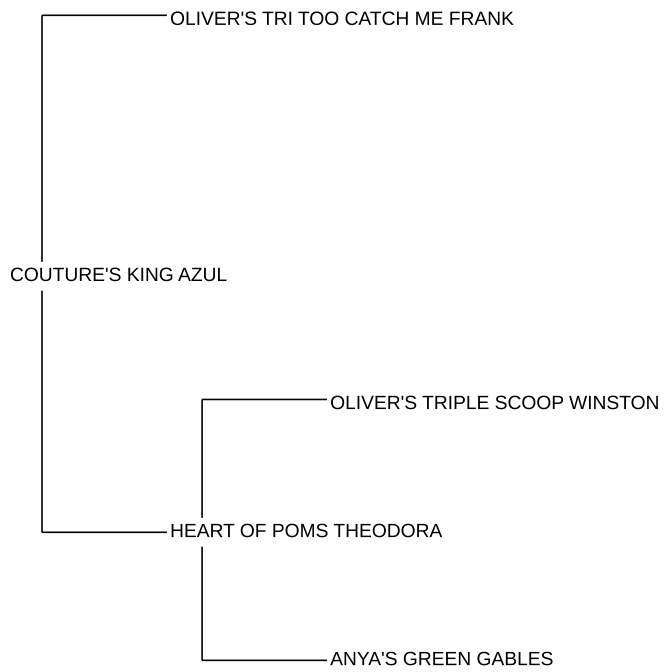 OLIVER'S TRI TOO CATCH ME FRANK
COUTURE'S KING AZUL
OLIVER'S TRIPLE SCOOP WINSTON
HEART OF POMS THEODORA
ANYA'S GREEN GABLES